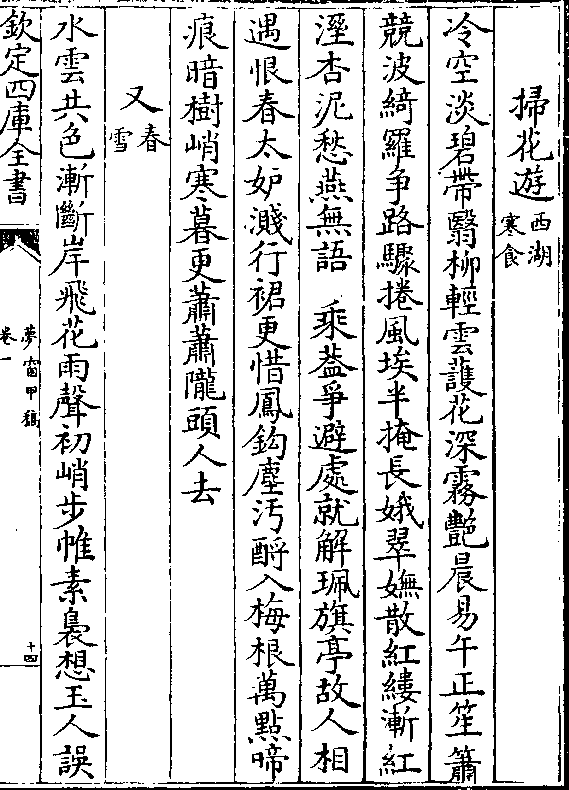 掃花遊西湖寒食
冷空淡碧帶翳柳輕雲護花深霧艶晨易午正笙簫
競波綺羅争路驟捲風埃半掩長娥翠嫵散紅縷漸紅
溼杏泥愁燕無語 乘葢爭避處就解珮旗亭故人相
遇恨春太妒濺行裙更惜鳳鈎塵汚酹入梅根萬點啼
痕暗樹峭寒暮更蕭蕭隴頭人去
又春雪
水雲共色漸斷岸飛花雨聲初峭步帷素裊想玉人誤
欽定四庫全書
夢窗甲稿
卷一
十四